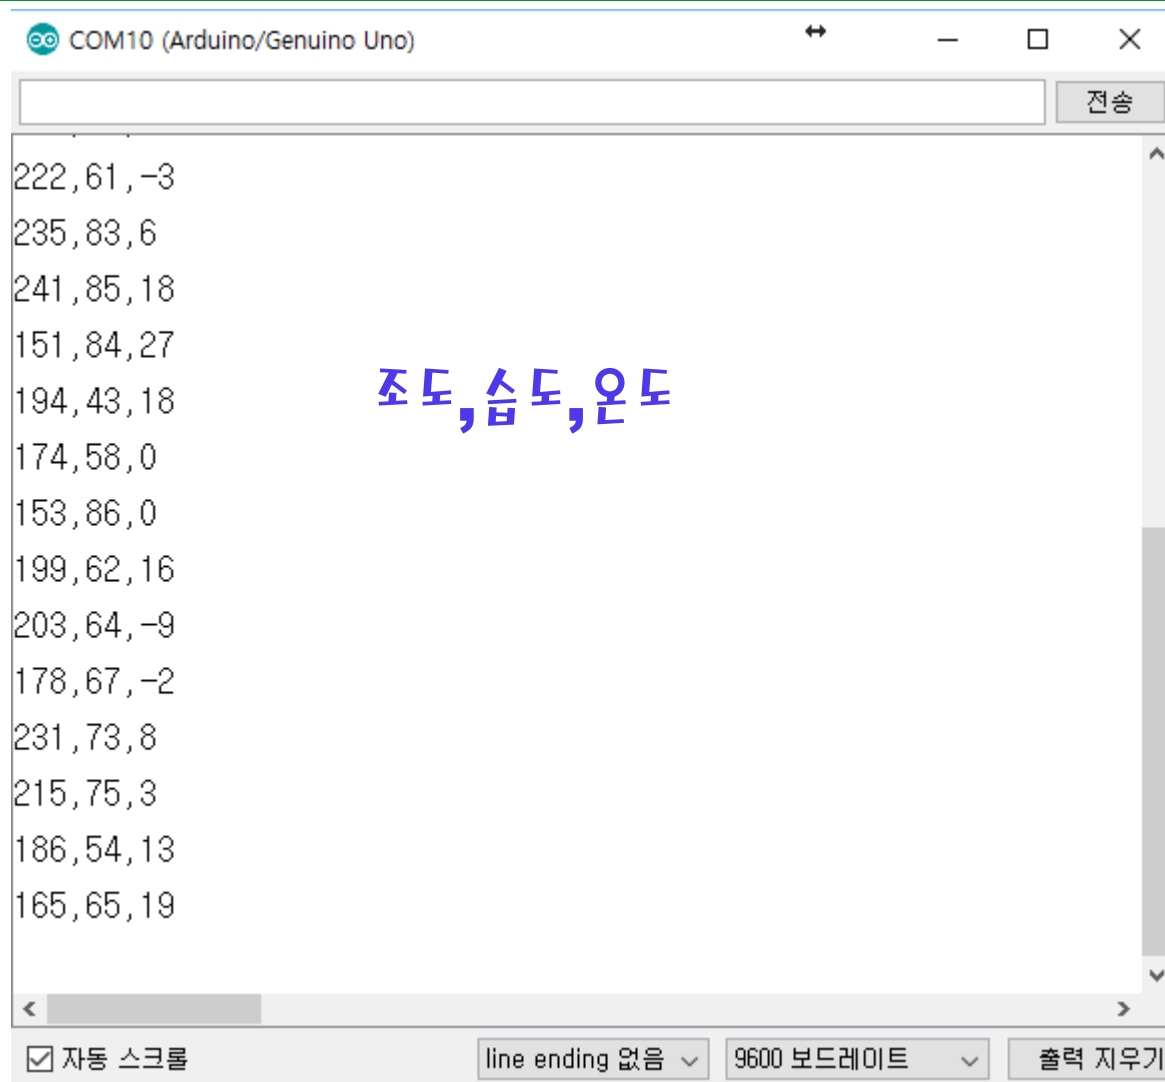 COM10 (Arduino/Genuino Uno)
전송
222,61,-3
235,83,6
241,85,18
151,84,27
194,43,18
조도,습도,온도
174,58,0
153,86,0
199,62,16
203,64,-9
178,67,-2
231,73,8
215,75,3
186,54,13
165,65,19
자동 스크롤
line ending 없음
9600 보드레이트
출력 지우기